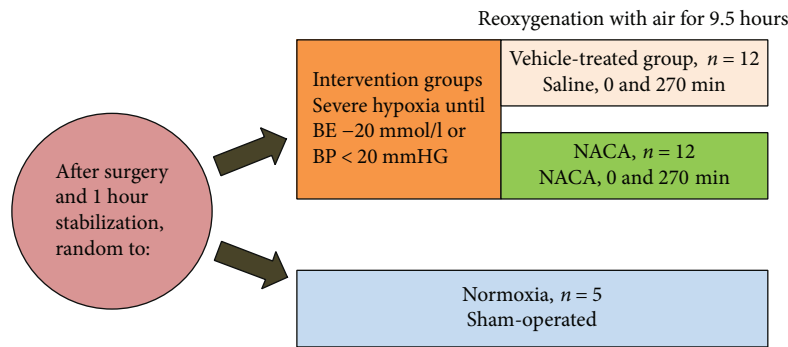 Reoxygenation with air for 9.5 hours
After surgery
and 1 hour
stabilization,
random to:
Intervention groups
Severe hypoxia until
BE −20 mmol/l or
BP < 20 mmHG
Vehicle-treated group, n = 12
Saline, 0 and 270 min
NACA, n = 12
NACA, 0 and 270 min
Normoxia, n = 5
Sham-operated